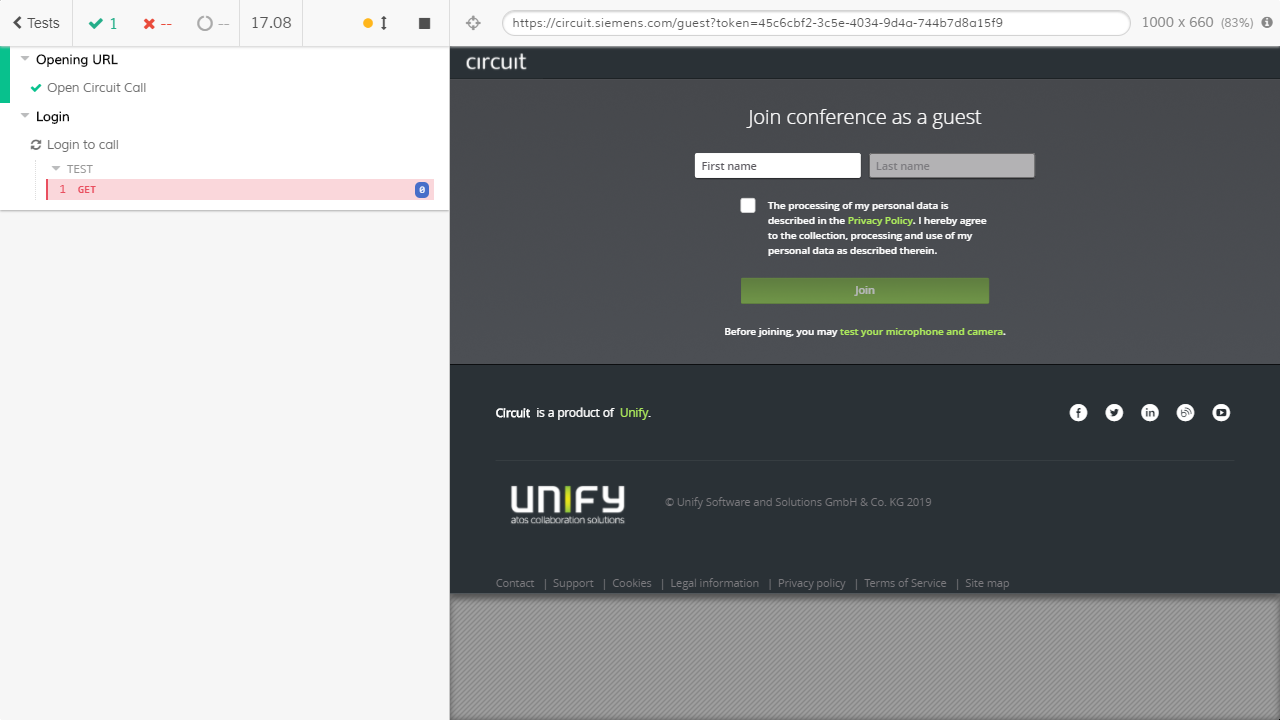 Tests
1
--
--
17.08
https://circuit.siemens.com/guest?token=45c6cbf2-3c5e-4034-9d4a-744b7d8a15f9
1000 x 660 (83%)
Opening URL
Open Circuit Call
Login
Login to call
TEST
1 GET 0
circuit
Join conference as a guest
First name
Last name
The processing of my personal data is
described in the Privacy Policy. I hereby agree
to the collection, processing and use of my
personal data as described therein.
Join
Before joining, you may test your microphone and camera.
Circuit is a product of Unify.
UNIFY
atos collaboration solutions
© Unify Software and Solutions GmbH & Co. KG 2019
Contact | Support | Cookies | Legal information | Privacy policy | Terms of Service | Site map